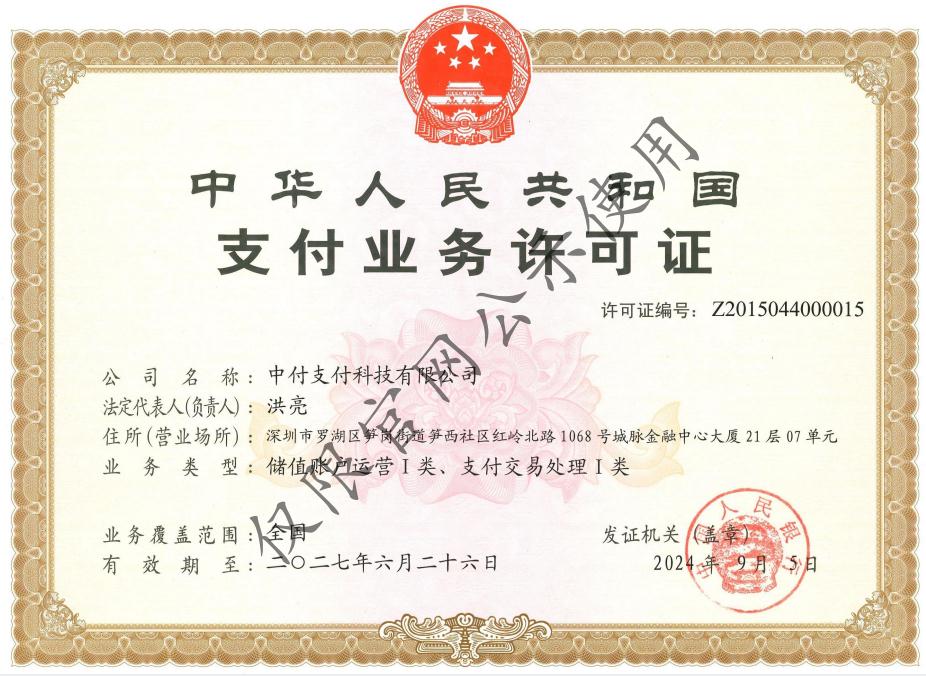 中华人民共和国
支付业务许可证
许可证编号: Z2015044000015
公司名称: 中付支付科技有限公司
法定代表人(负责人): 洪亮
住所(营业场所): 深圳市罗湖区笋岗街道笋西社区红岭北路1068号城脉金融中心大厦21层07单元
业务类型: 储值账户运营Ⅰ类、支付交易处理Ⅰ类
业务覆盖范围: 全国
发证机关(盖章)
有效期至: 二〇二七年六月二十六日
2024年9月5日
中国人民银行
仅限官网公示使用